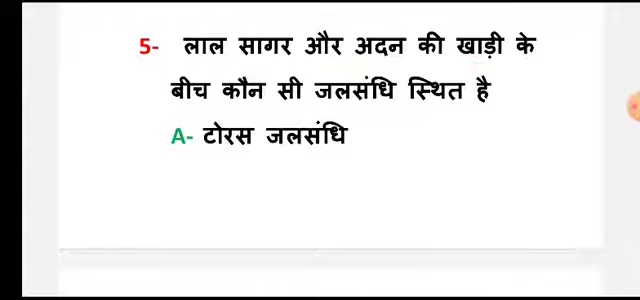 5- लाल सागर और अदन की खाड़ी के
बीच कौन सी जलसंधि स्थित है
A- टोरस जलसंधि